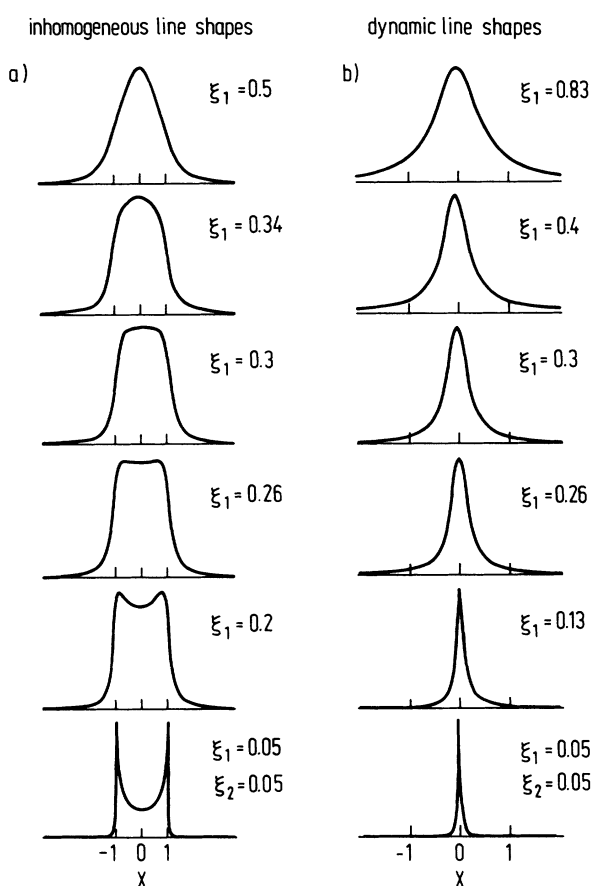 inhomogeneous line shapes
a)
ξ₁ = 0.5
ξ₁ = 0.34
ξ₁ = 0.3
ξ₁ = 0.26
ξ₁ = 0.2
ξ₁ = 0.05
ξ₂ = 0.05
-1 0 1
X
dynamic line shapes
b)
ξ₁ = 0.83
ξ₁ = 0.4
ξ₁ = 0.3
ξ₁ = 0.26
ξ₁ = 0.13
ξ₁ = 0.05
ξ₂ = 0.05
-1 0 1
X